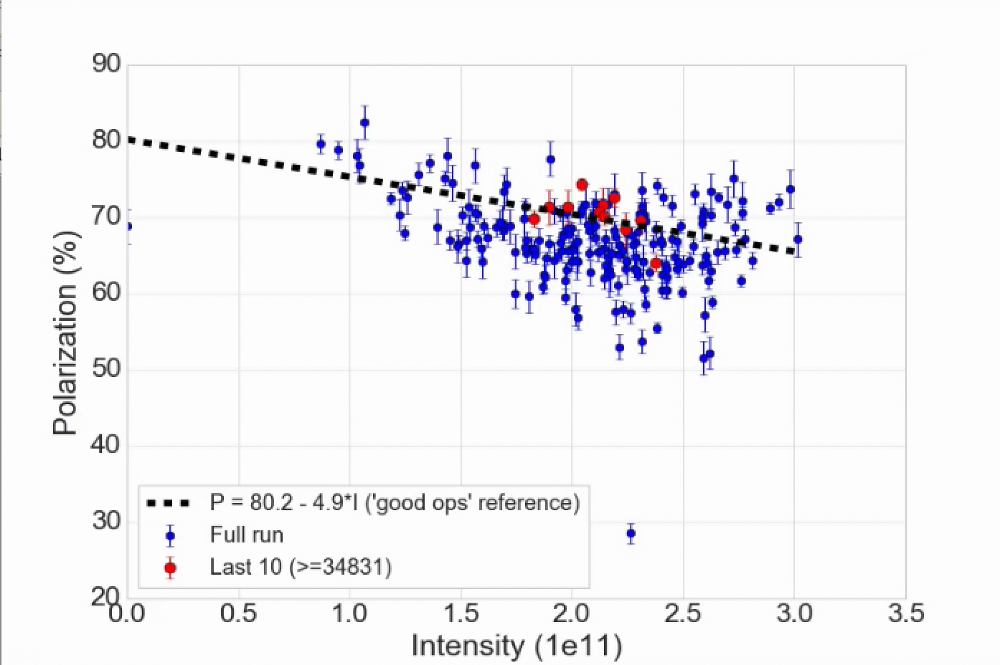 90
80
70
60
50
40
30
20
Polarization (%)
P = 80.2 - 4.9*I ('good ops' reference)
Full run
Last 10 (>=34831)
0.0 0.5 1.0 1.5 2.0 2.5 3.0 3.5
Intensity (1e11)